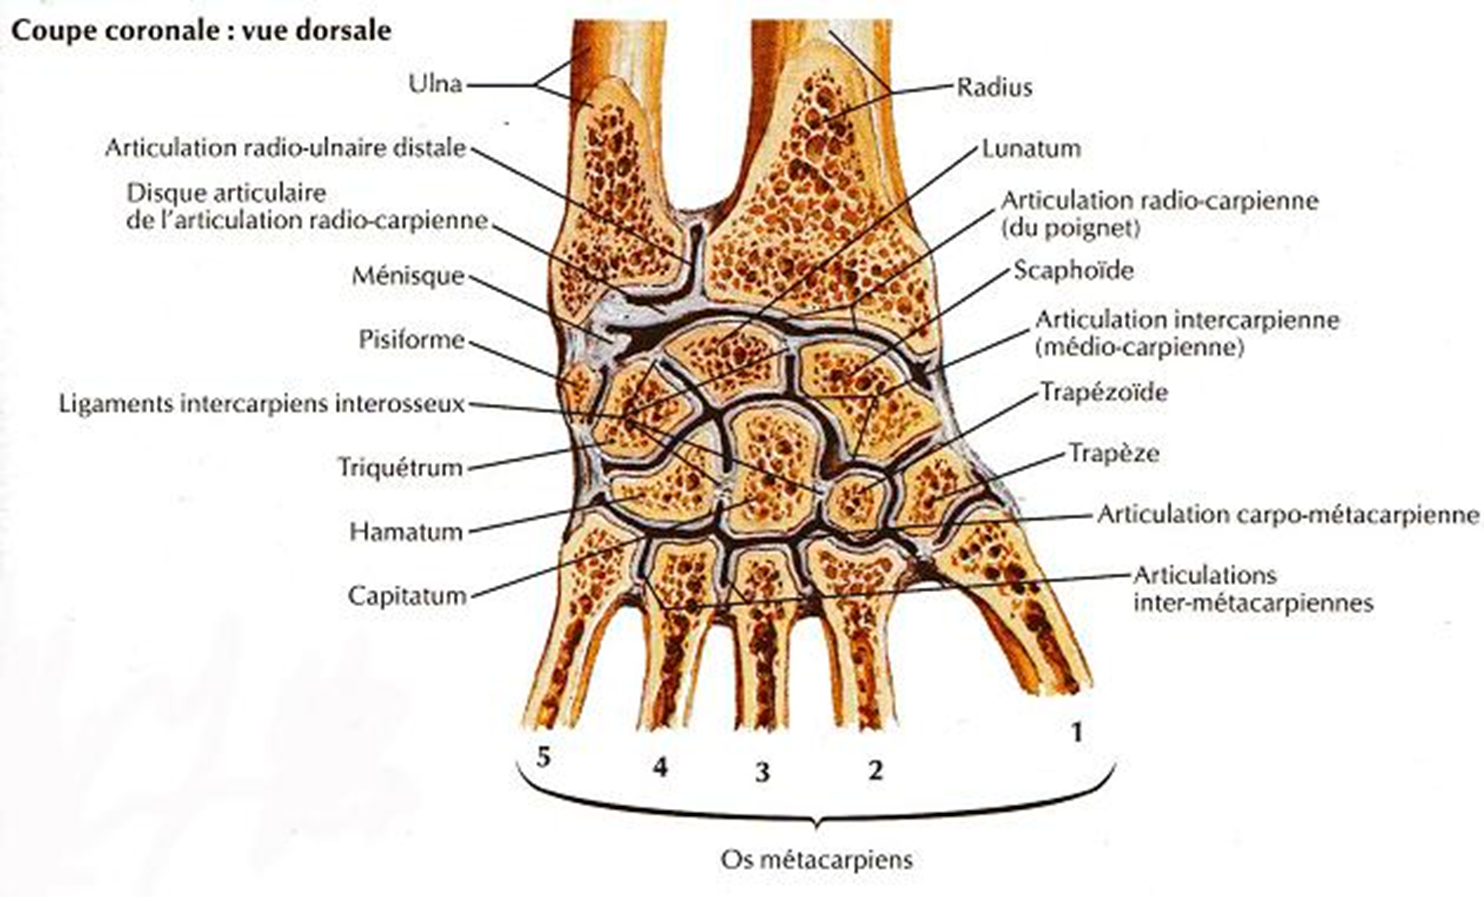 Coupe coronale : vue dorsale
Ulna
Articulation radio-ulnaire distale
Disque articulaire
de l'articulation radio-carpienne
Ménisque
Pisiforme
Ligaments intercarpiens interosseux
Triquétrum
Hamatum
Capitatum
Radius
Lunatum
Articulation radio-carpienne
(du poignet)
Scaphoïde
Articulation intercarpienne
(médio-carpienne)
Trapézoïde
Trapèze
Articulation carpo-métacarpienne
Articulations
inter-métacarpiennes
5
4
3
2
1
Os métacarpiens